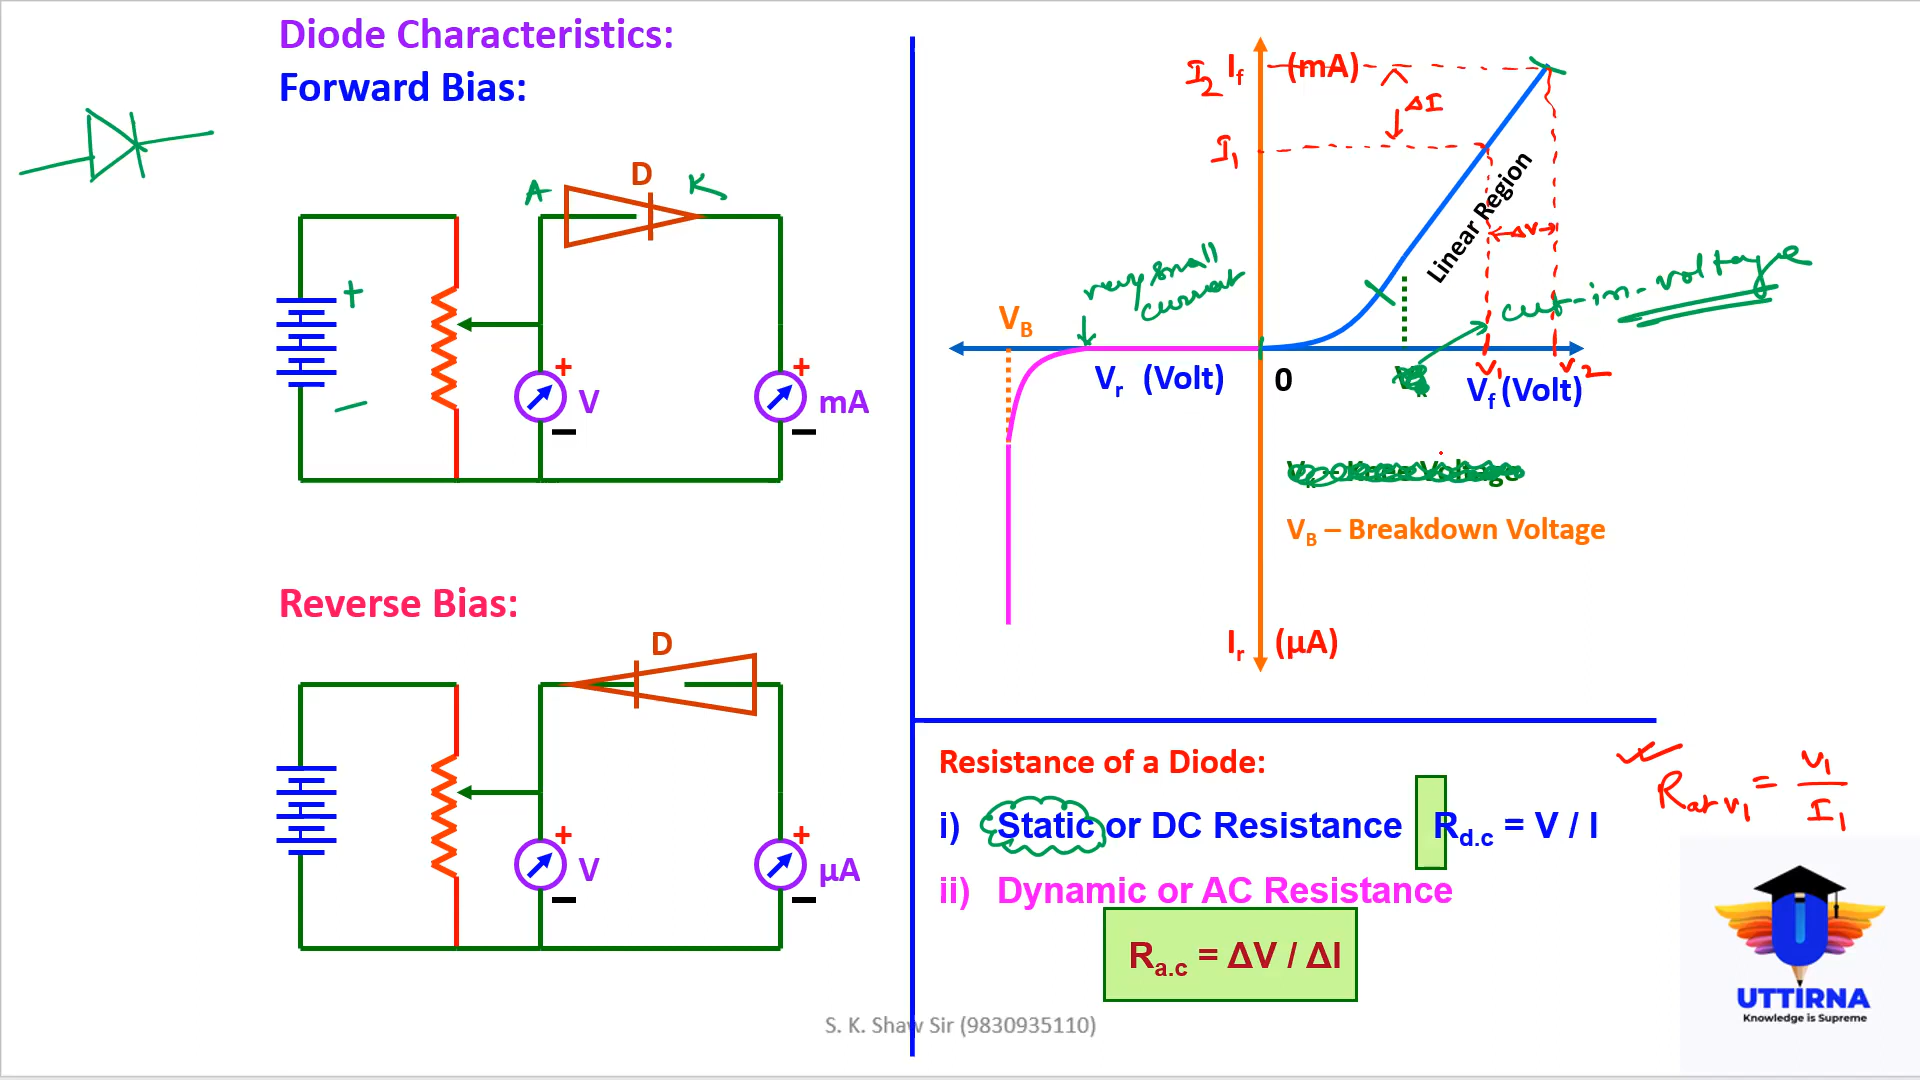 Diode Characteristics:
Forward Bias:
D
A
K
+
−
+
V
−
+
mA
−
Reverse Bias:
D
+
V
−
+
μA
−
I2 If (mA)
ΔI
I1
Linear Region
ΔV
very small
current
cut-in-voltage
VB
Vr (Volt)
0
V1
V2
Vf (Volt)
VB – Breakdown Voltage
Ir (μA)
Resistance of a Diode:
i) Static or DC Resistance Rd.c = V / I
Rat V1 = V1 / I1
ii) Dynamic or AC Resistance
Ra.c = ΔV / ΔI
UTTIRNA
Knowledge is Supreme
S. K. Shaw Sir (9830935110)